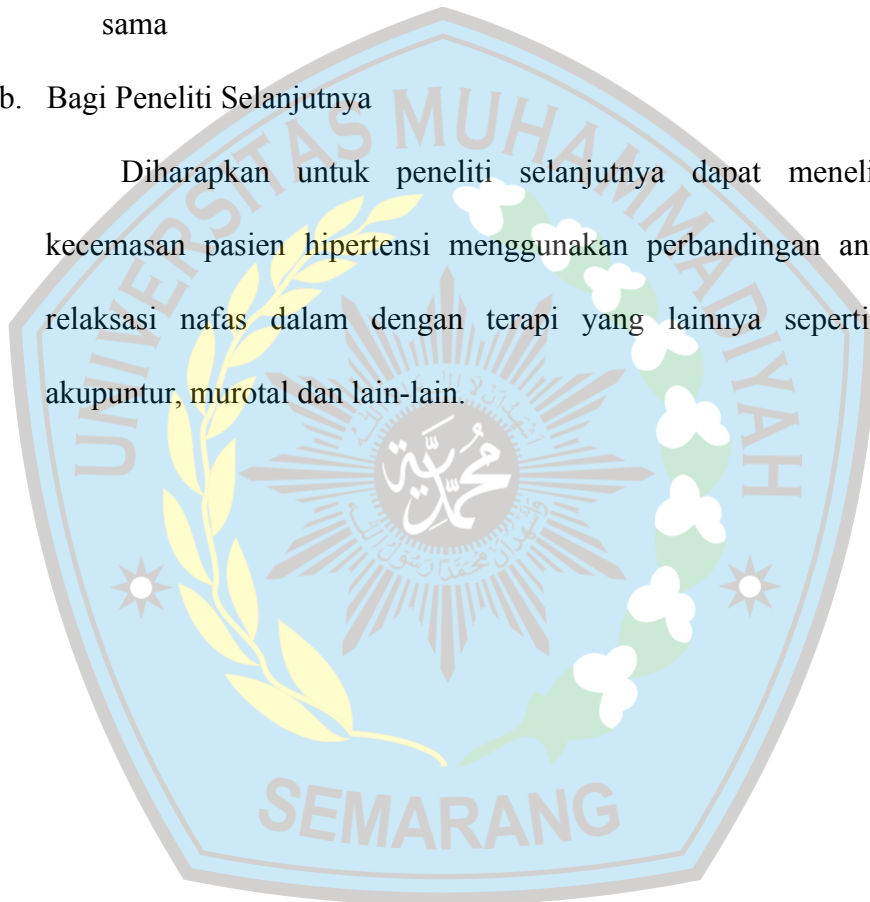 sama
b. Bagi Peneliti Selanjutnya
Diharapkan untuk peneliti selanjutnya dapat meneli
kecemasan pasien hipertensi menggunakan perbandingan an
relaksasi nafas dalam dengan terapi yang lainnya seperti
akupuntur, murotal dan lain-lain.
UNIVERSITAS MUHAMMADIYAH
SEMARANG
محمدية